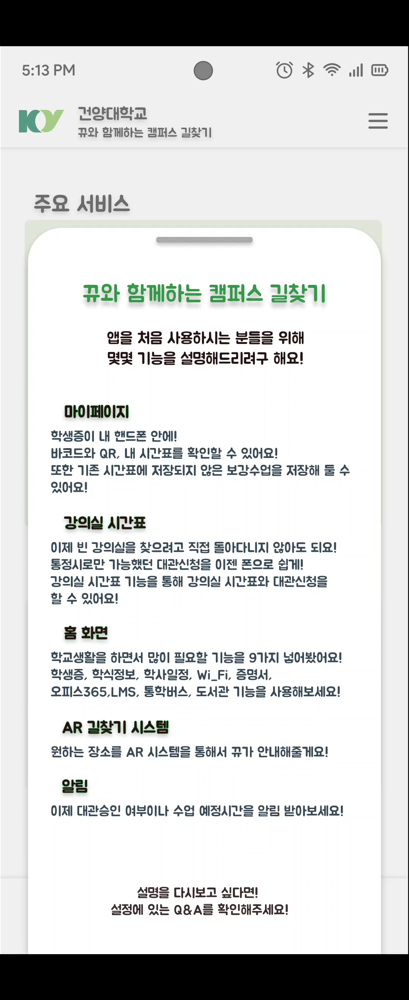 5:13 PM
KY
건양대학교
뀨와 함께하는 캠퍼스 길찾기
주요 서비스
뀨와 함께하는 캠퍼스 길찾기
앱을 처음 사용하시는 분들을 위해
몇몇 기능을 설명해드리려구 해요!
마이페이지
학생증이 내 핸드폰 안에!
바코드와 QR, 내 시간표를 확인할 수 있어요!
또한 기존 시간표에 저장되지 않은 보강수업을 저장해 둘 수
있어요!
강의실 시간표
이제 빈 강의실을 찾으려고 직접 돌아다니지 않아도 되요!
통정시로만 가능했던 대관신청을 이젠 폰으로 쉽게!
강의실 시간표 기능을 통해 강의실 시간표와 대관신청을
할 수 있어요!
홈 화면
학교생활을 하면서 많이 필요할 기능을 9가지 넣어봤어요!
학생증, 학식정보, 학사일정, Wi_Fi, 증명서,
오피스365,LMS, 통학버스, 도서관 기능을 사용해보세요!
AR 길찾기 시스템
원하는 장소를 AR 시스템을 통해서 뀨가 안내해줄게요!
알림
이제 대관승인 여부이나 수업 예정시간을 알림 받아보세요!
설명을 다시보고 싶다면!
설정에 있는 Q&A를 확인해주세요!